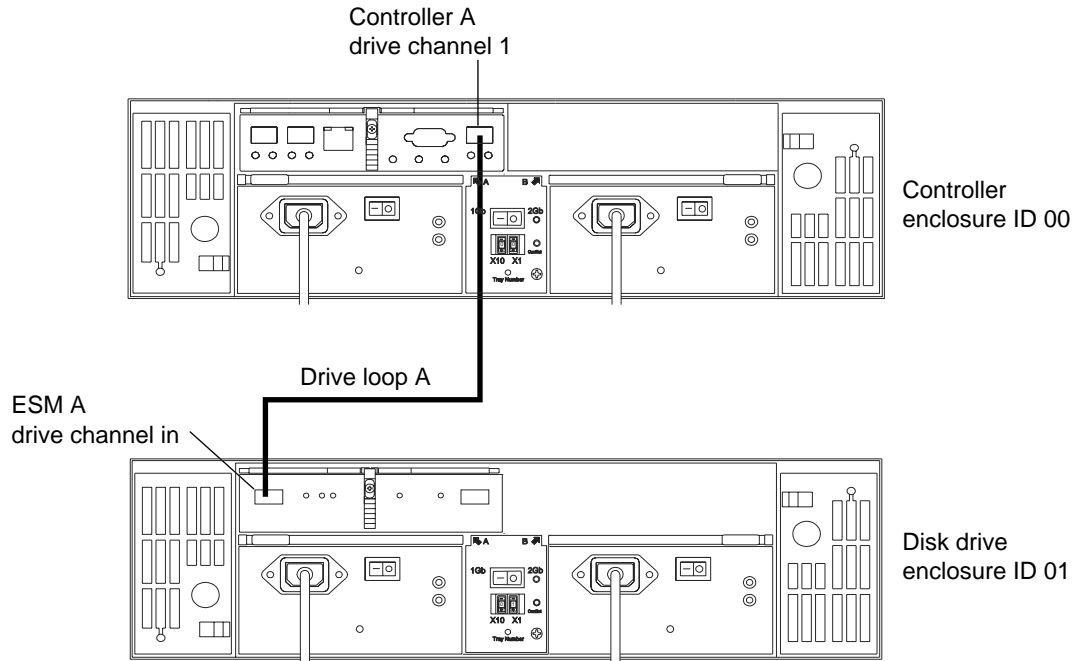 Controller A
drive channel 1
A B
1Gb 2Gb
X10 X1
Tray Number
Controller
enclosure ID 00
Drive loop A
ESM A
drive channel in
A B
1Gb 2Gb
X10 X1
Tray Number
Disk drive
enclosure ID 01